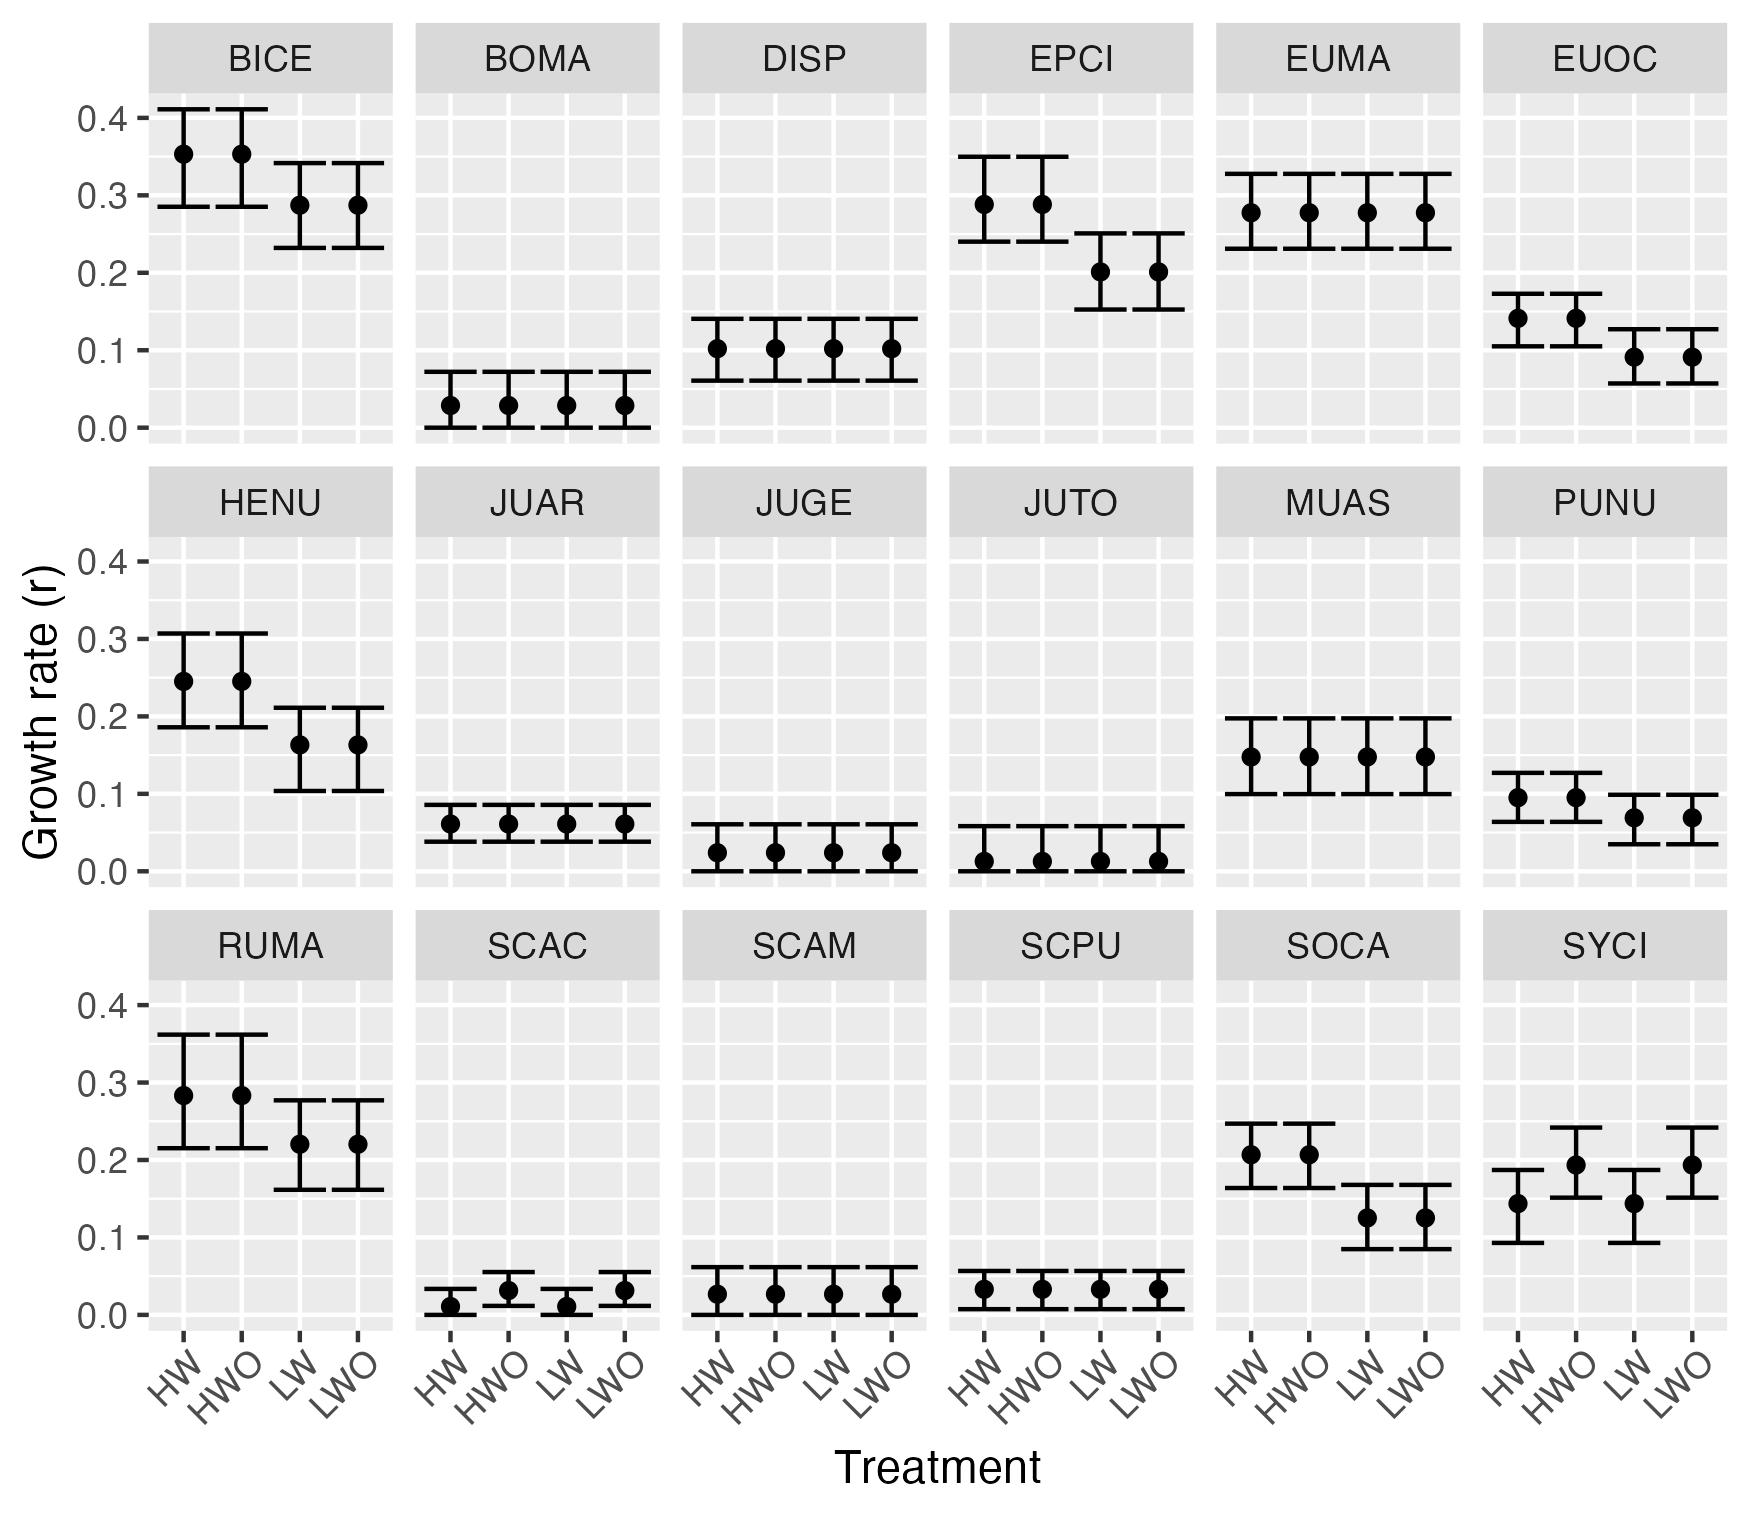 BICE BOMA DISP EPCI EUMA EUOC
0.4
0.3
0.2
0.1
0.0
HENU JUAR JUGE JUTO MUAS PUNU
0.4
0.3
0.2
0.1
0.0
Growth rate (r)
RUMA SCAC SCAM SCPU SOCA SYCI
0.4
0.3
0.2
0.1
0.0
HW HWO LW LWO HW HWO LW LWO HW HWO LW LWO HW HWO LW LWO HW HWO LW LWO HW HWO LW LWO
Treatment